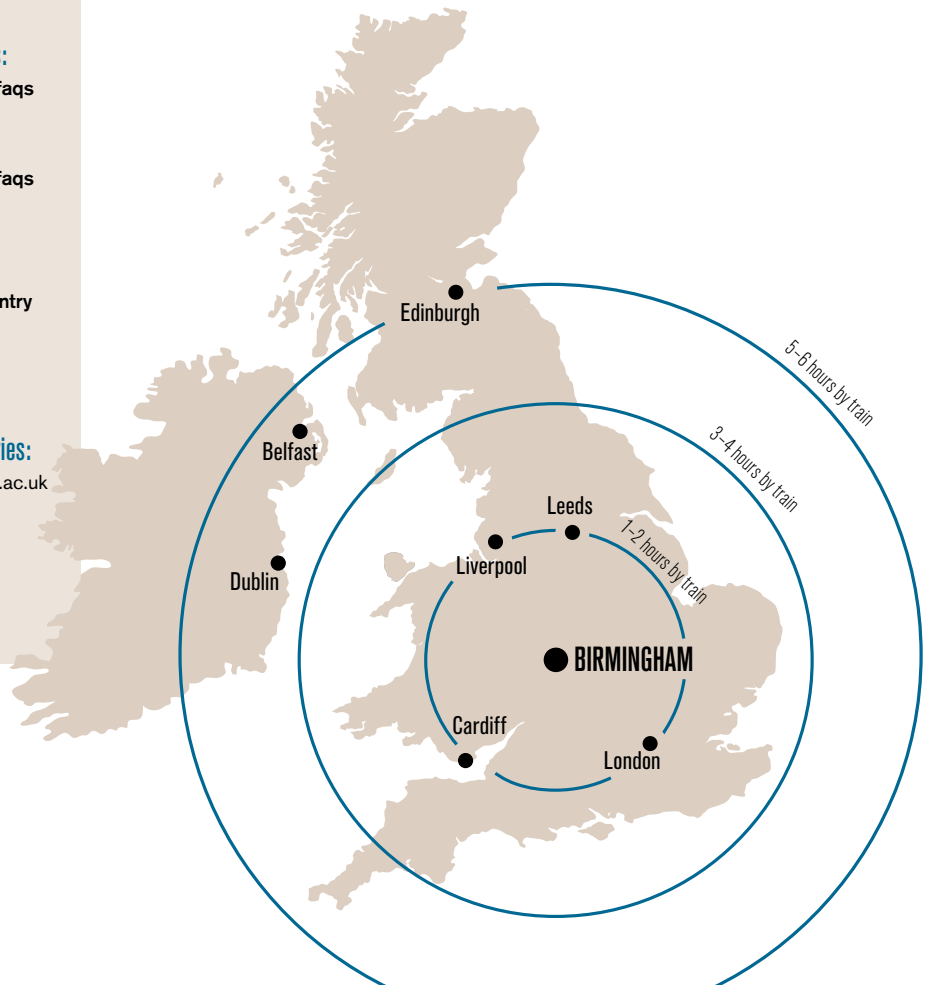 s:
faqs
faqs
ntry
ries:
.ac.uk
Edinburgh
5–6 hours by train
Belfast
3–4 hours by train
Leeds
1–2 hours by train
Liverpool
Dublin
BIRMINGHAM
Cardiff
London